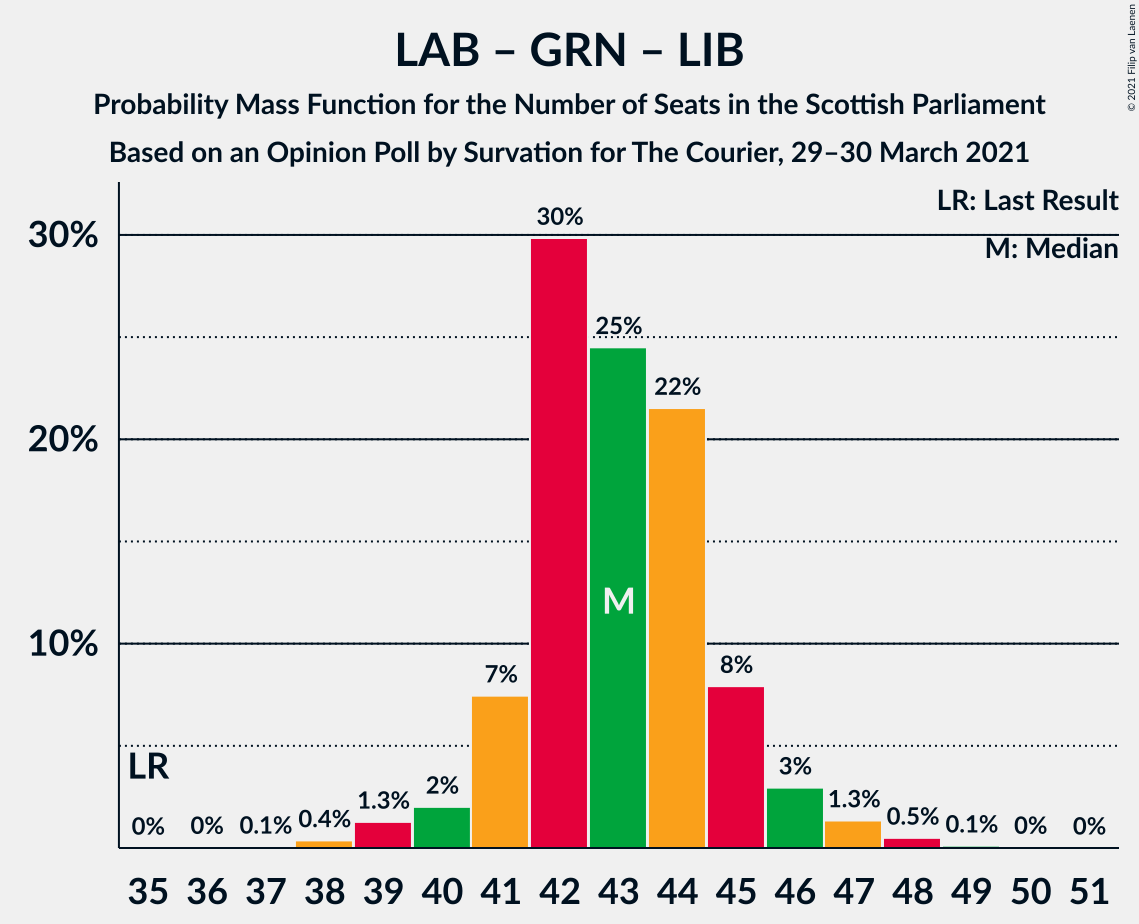 LAB – GRN – LIB
Probability Mass Function for the Number of Seats in the Scottish Parliament
Based on an Opinion Poll by Survation for The Courier, 29–30 March 2021
© 2021 Filip van Laenen
LR: Last Result
M: Median
30%
20%
10%
LR
0%
0%
0.1%
0.4%
1.3%
2%
7%
30%
25%
M
22%
8%
3%
1.3%
0.5%
0.1%
0%
0%
35 36 37 38 39 40 41 42 43 44 45 46 47 48 49 50 51